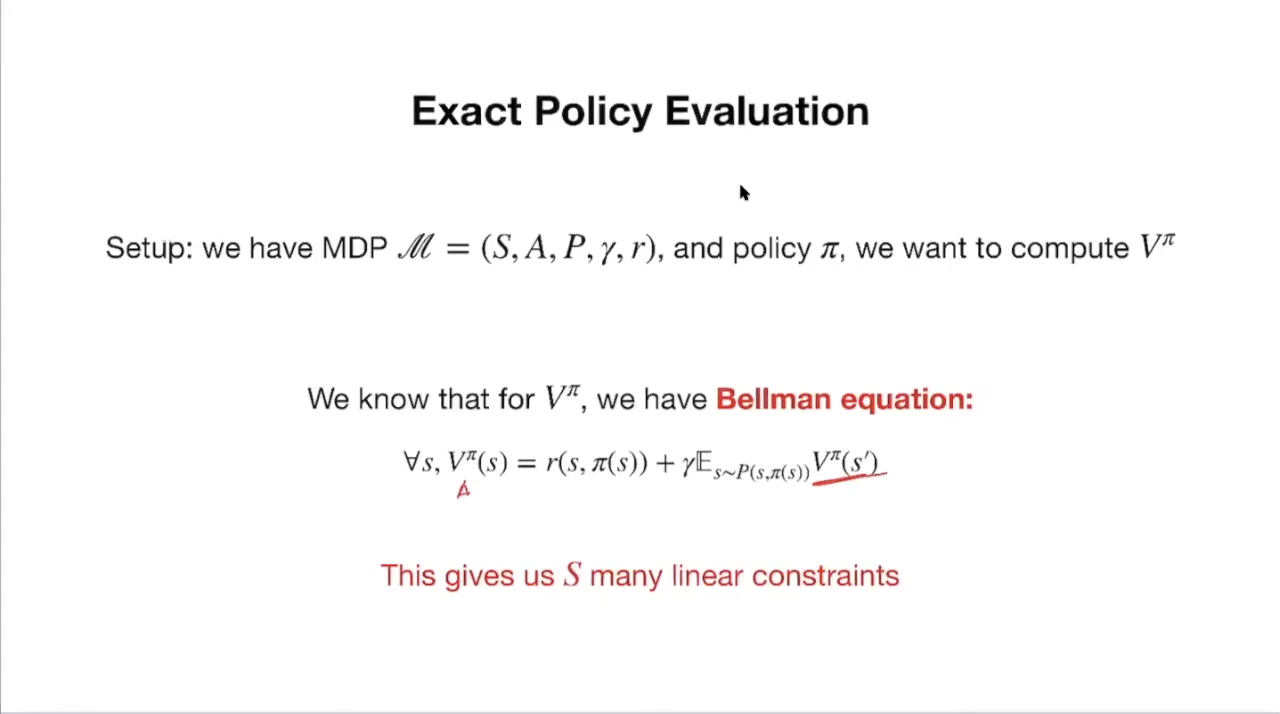 Exact Policy Evaluation
Setup: we have MDP ℳ = (S, A, P, γ, r), and policy π, we want to compute V^π
We know that for V^π, we have Bellman equation:
∀s, V^π(s) = r(s, π(s)) + γ𝔼_{s∼P(s,π(s))}V^π(s′)
This gives us S many linear constraints